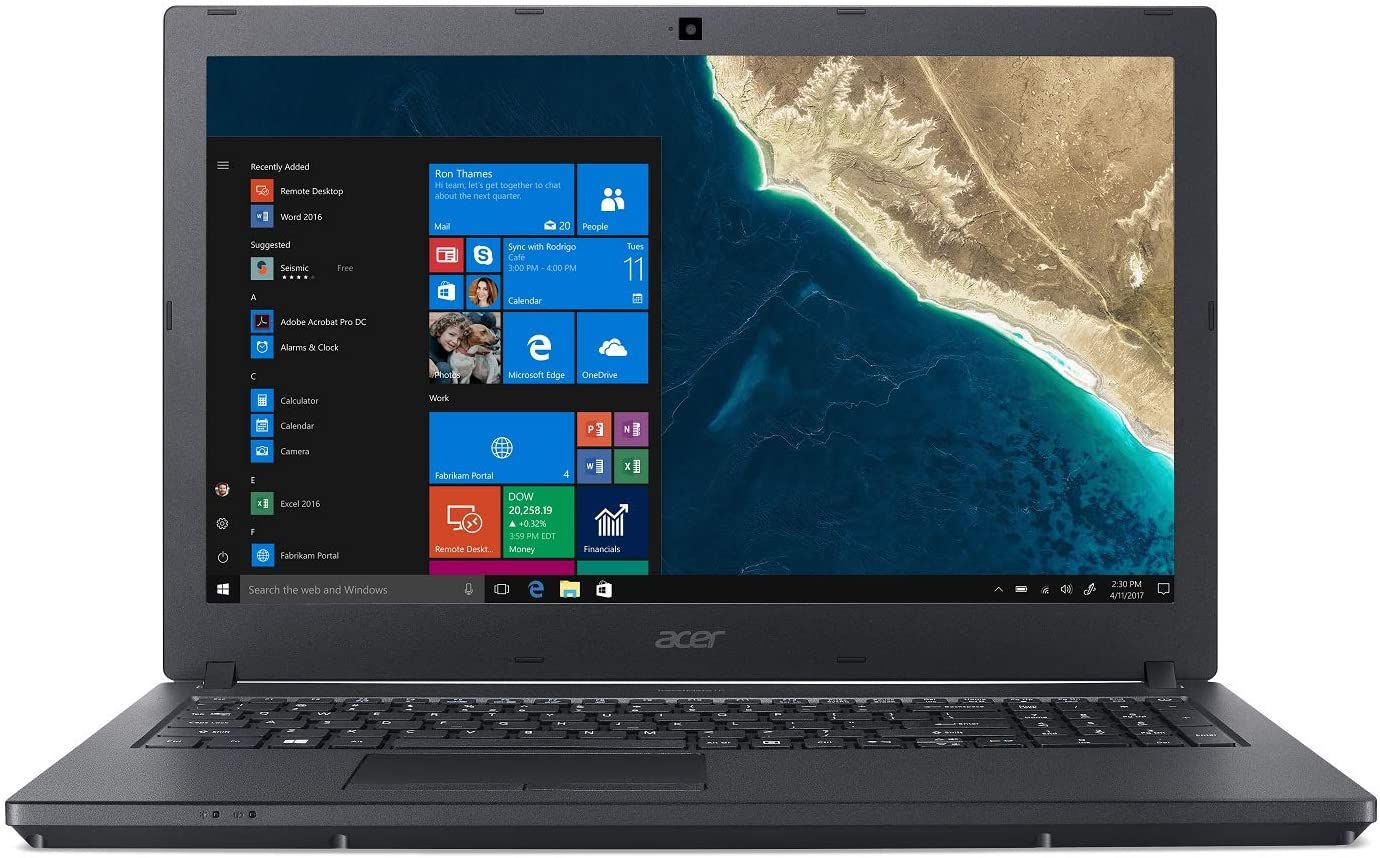 Recently Added
Remote Desktop
Word 2016
Suggested
Seismic Free
A
Adobe Acrobat Pro DC
Alarms & Clock
C
Calculator
Calendar
Camera
E
Excel 2016
F
Fabrikam Portal
Ron Thames
Hi team, let's get together to chat
about the next quarter.
Mail 20
People
Sync with Rodrigo Tues
Café 11
3:00 PM - 4:00 PM
Calendar
Photos
Microsoft Edge
OneDrive
Work
Fabrikam Portal 4
P
N
W
X
Remote Deskt...
DOW
20,258.19
▲ +0.32%
3:59 PM EDT
Money
Financials
Search the web and Windows
2:30 PM
4/11/2017
acer